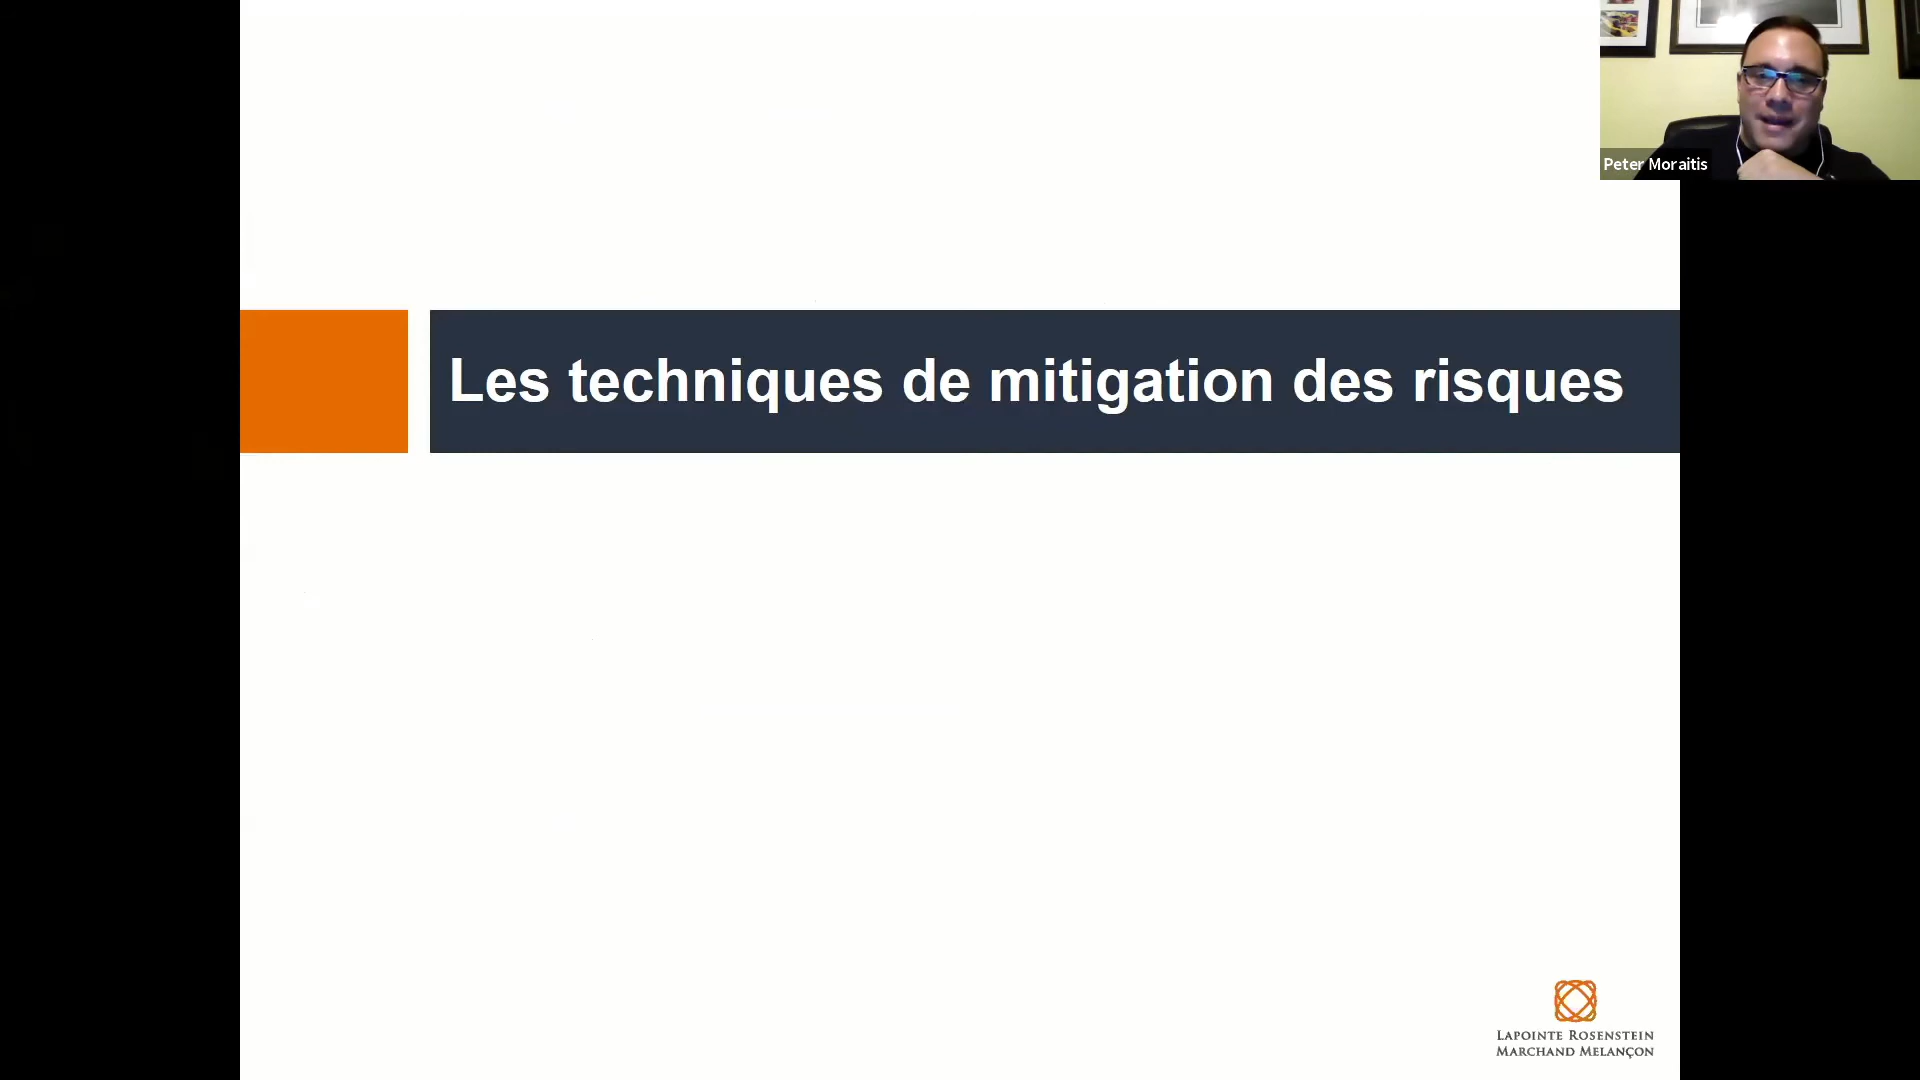 Peter Moraitis
Les techniques de mitigation des risques
Lapointe Rosenstein
Marchand Melançon